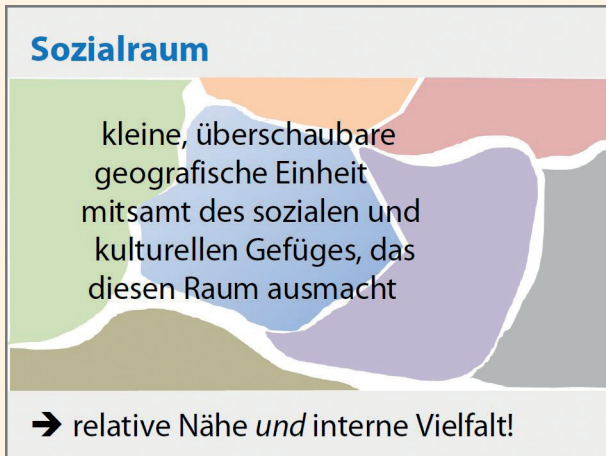 Sozialraum
kleine, überschaubare
geografische Einheit
mitsamt des sozialen und
kulturellen Gefüges, das
diesen Raum ausmacht
➔ relative Nähe und interne Vielfalt!